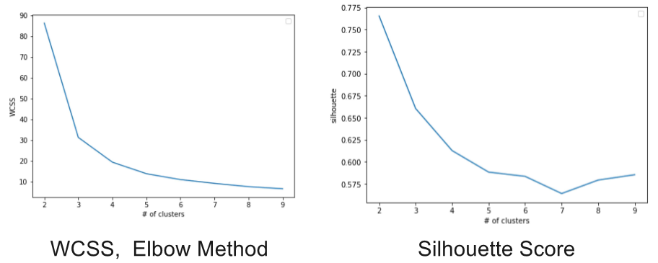 90
80
70
60
50
40
30
20
10
WCSS
2 3 4 5 6 7 8 9
# of clusters
WCSS, Elbow Method
0.775
0.750
0.725
0.700
0.675
0.650
0.625
0.600
0.575
silhouette
2 3 4 5 6 7 8 9
# of clusters
Silhouette Score